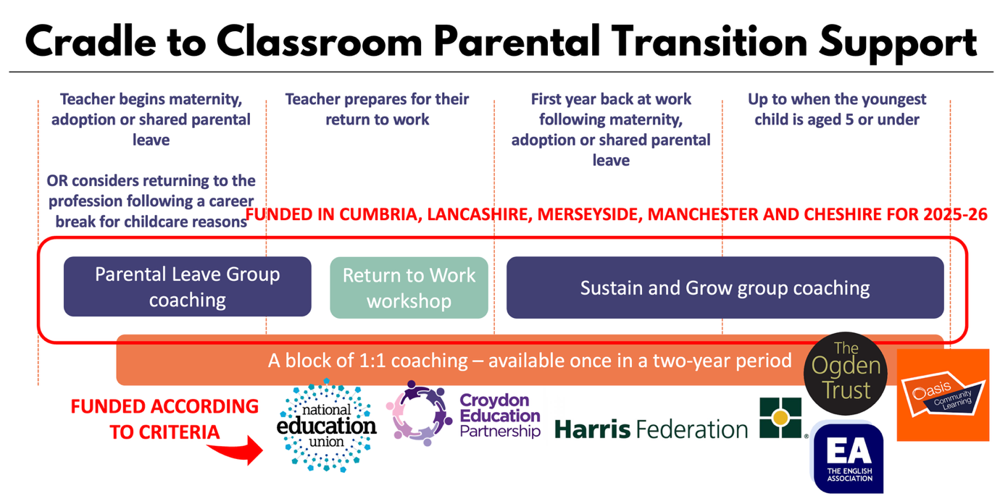 Cradle to Classroom Parental Transition Support
Teacher begins maternity,
adoption or shared parental
leave
OR considers returning to the
profession following a career
break for childcare reasons
Teacher prepares for their
return to work
First year back at work
following maternity,
adoption or shared parental
leave
Up to when the youngest
child is aged 5 or under
FUNDED IN CUMBRIA, LANCASHIRE, MERSEYSIDE, MANCHESTER AND CHESHIRE FOR 2025-26
Parental Leave Group
coaching
Return to Work
workshop
Sustain and Grow group coaching
A block of 1:1 coaching – available once in a two-year period
FUNDED ACCORDING
TO CRITERIA
national
education
union
Croydon
Education
Partnership
Harris Federation
®
The
Ogden
Trust
EA
THE ENGLISH
ASSOCIATION
Oasis
Community
Learning